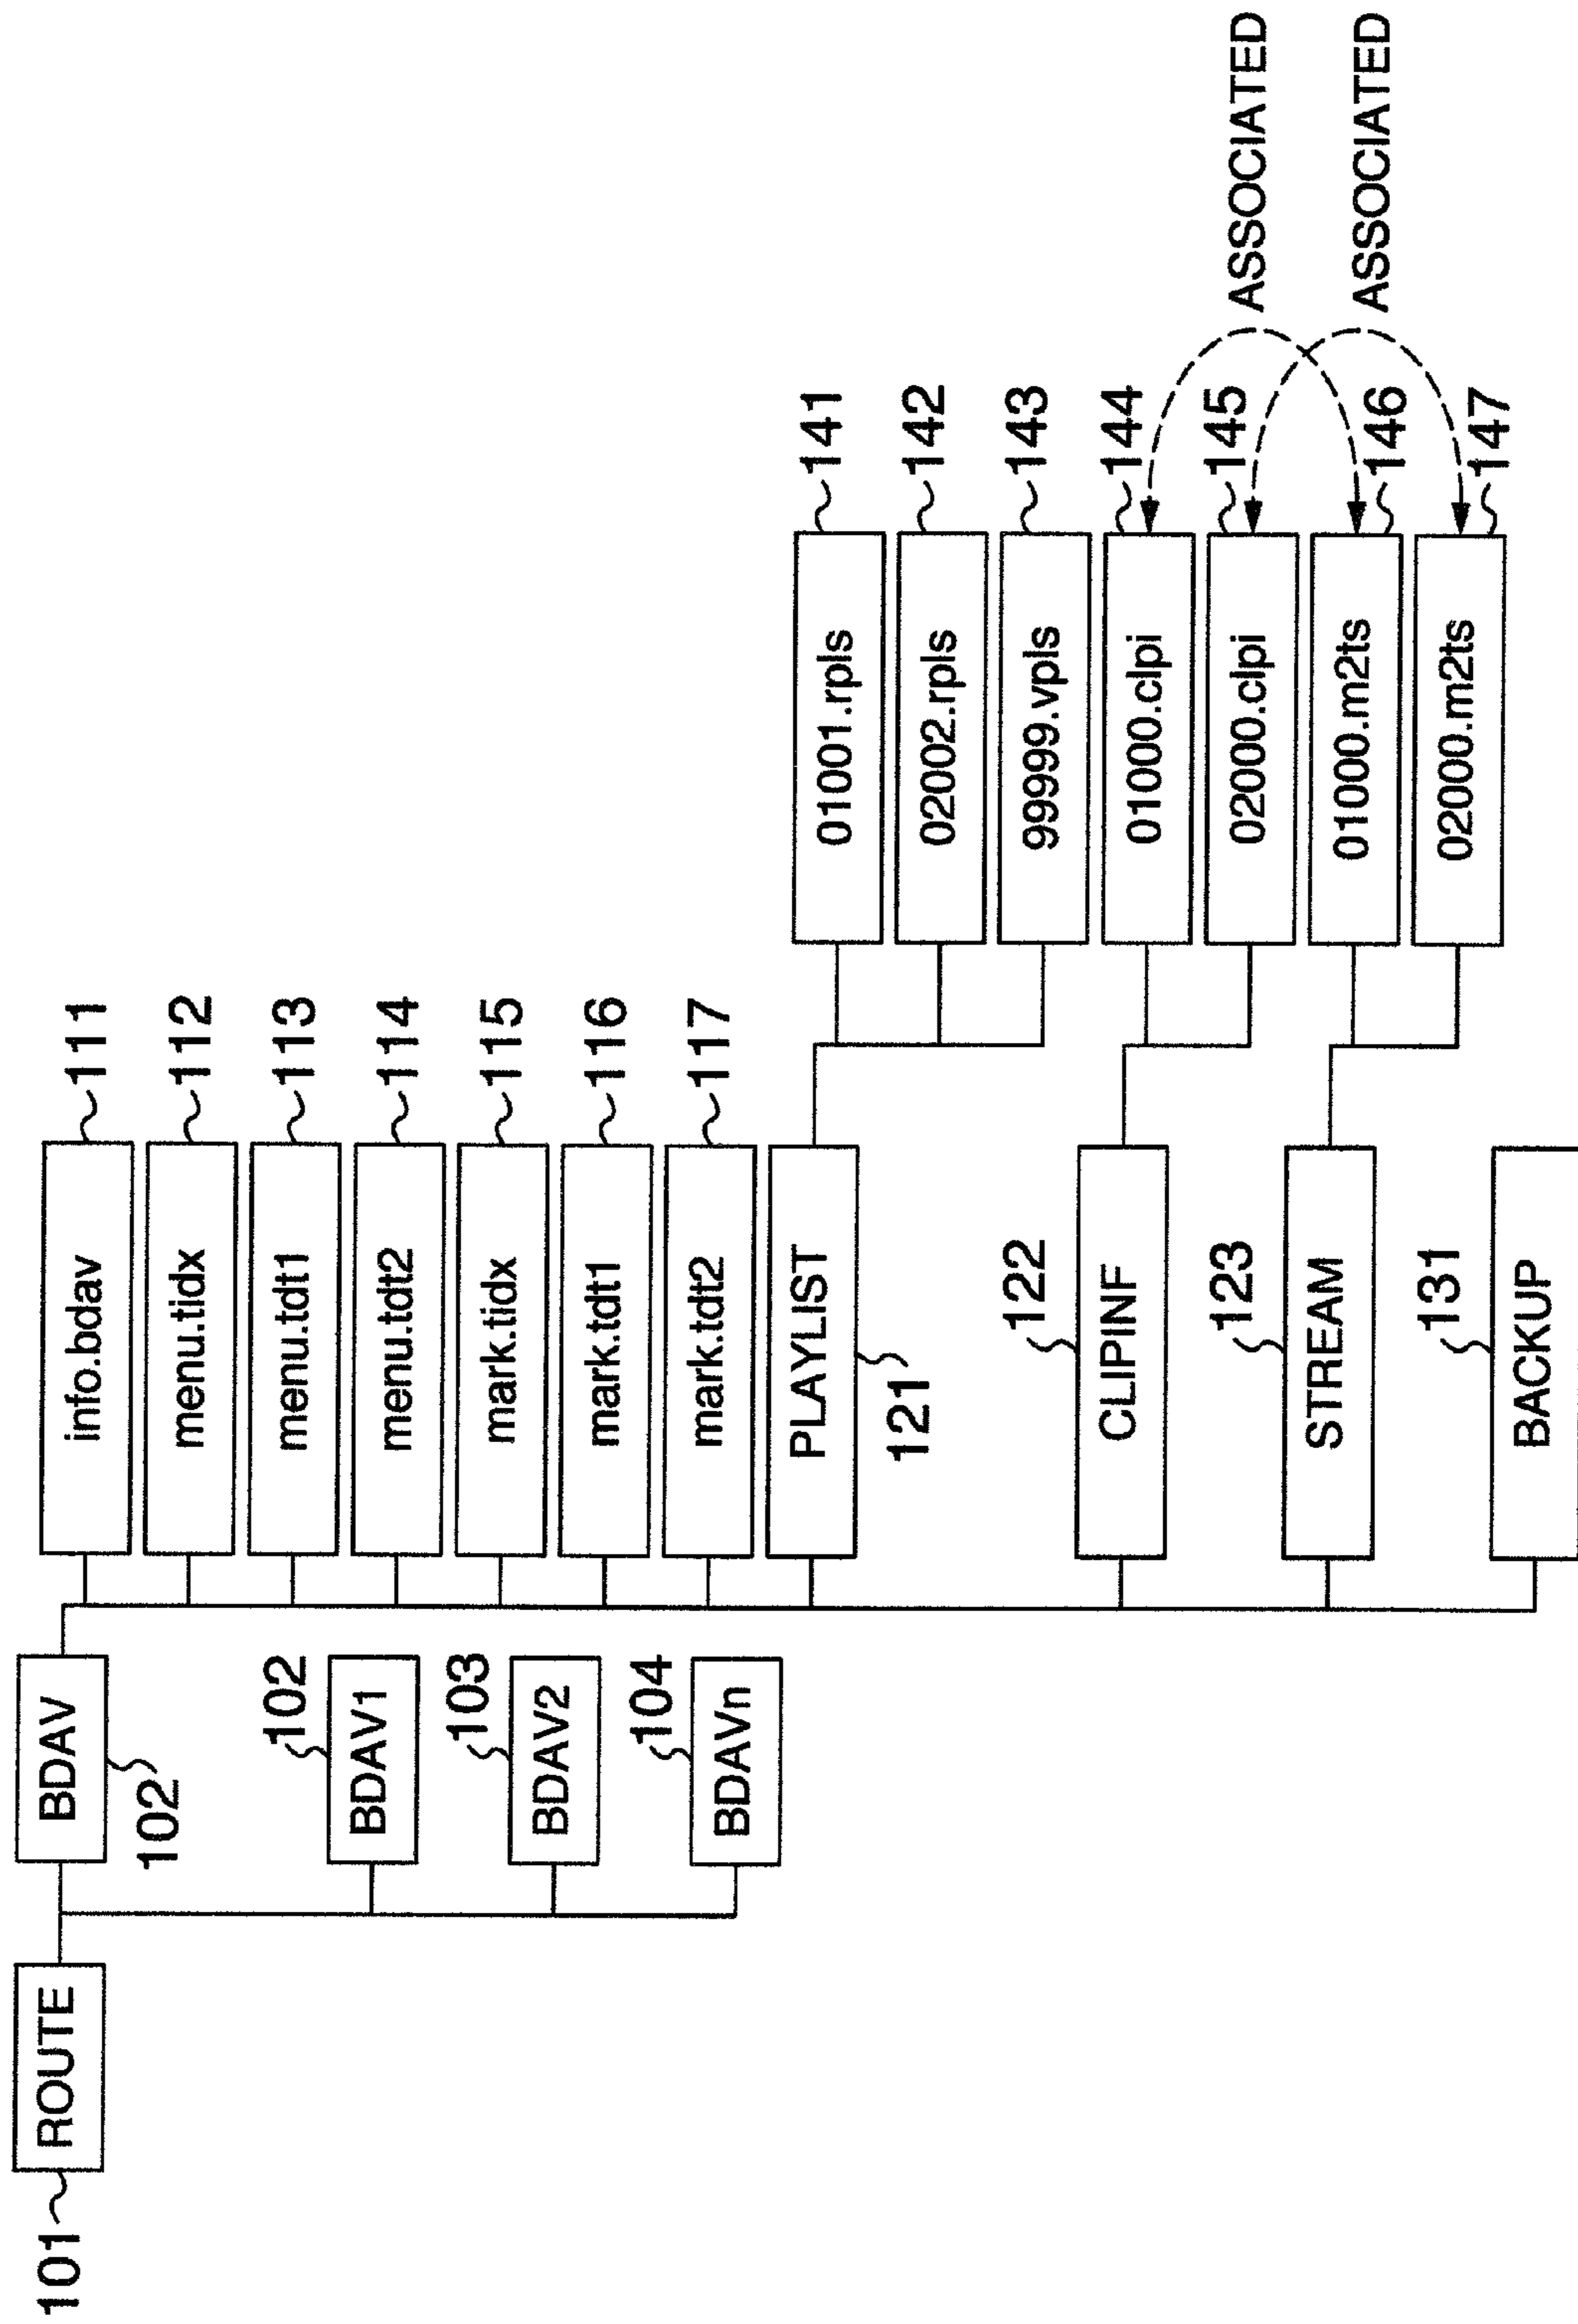 101
ROUTE
BDAV
102
102
BDAV1
103
BDAV2
104
BDAVn
info.bdav
111
menu.tidx
112
menu.tdt1
113
menu.tdt2
114
mark.tidx
115
mark.tdt1
116
mark.tdt2
117
PLAYLIST
121
122
CLIPINF
123
STREAM
131
BACKUP
01001.rpls
141
02002.rpls
142
99999.vpls
143
01000.clpi
144
02000.clpi
145
01000.m2ts
146
02000.m2ts
147
ASSOCIATED
ASSOCIATED